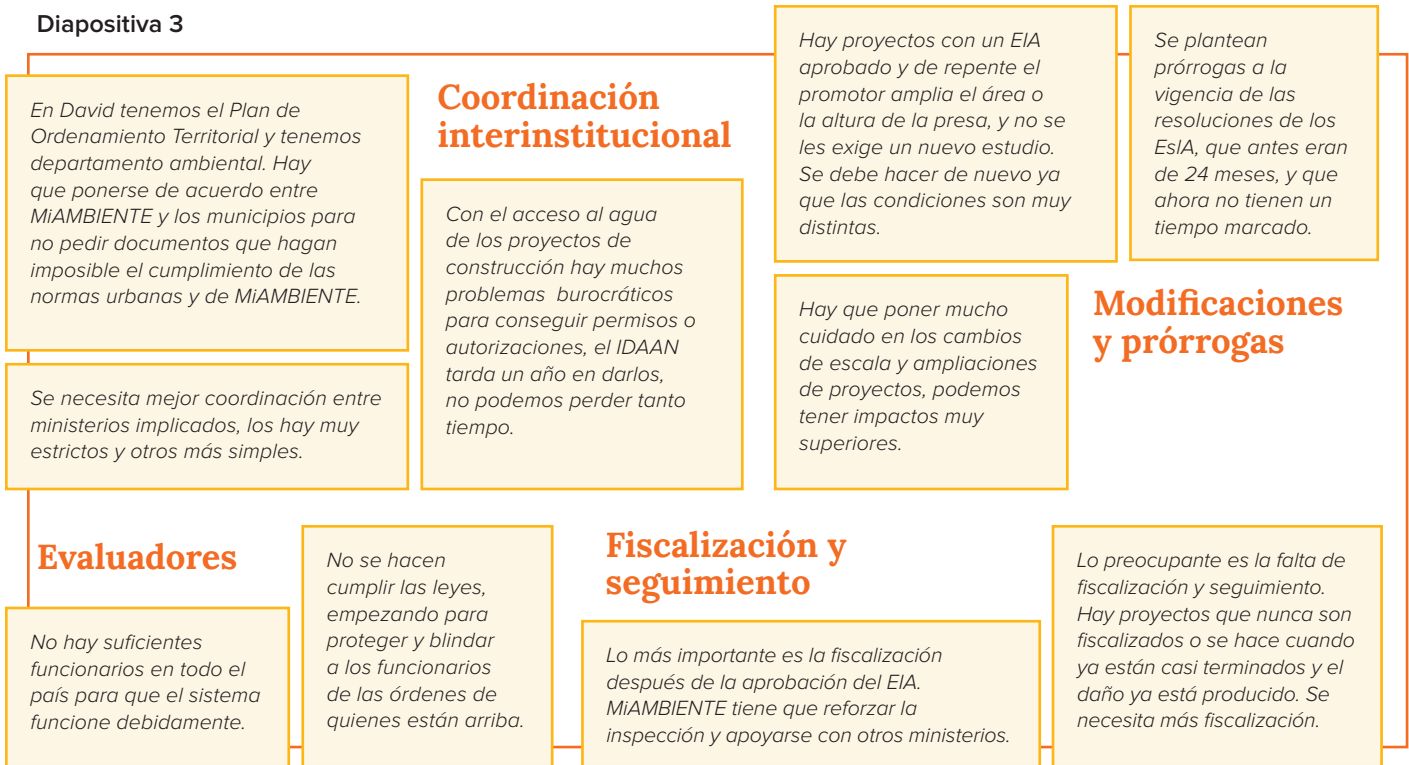 Diapositiva 3
En David tenemos el Plan de
Ordenamiento Territorial y tenemos
departamento ambiental. Hay
que ponerse de acuerdo entre
MiAMBIENTE y los municipios para
no pedir documentos que hagan
imposible el cumplimiento de las
normas urbanas y de MiAMBIENTE.
Se necesita mejor coordinación entre
ministerios implicados, los hay muy
estrictos y otros más simples.
Coordinación
interinstitucional
Con el acceso al agua
de los proyectos de
construcción hay muchos
problemas burocráticos
para conseguir permisos o
autorizaciones, el IDAAN
tarda un año en darlos,
no podemos perder tanto
tiempo.
Hay proyectos con un EIA
aprobado y de repente el
promotor amplia el área o
la altura de la presa, y no se
les exige un nuevo estudio.
Se debe hacer de nuevo ya
que las condiciones son muy
distintas.
Se plantean
prórrogas a la
vigencia de las
resoluciones de los
EsIA, que antes eran
de 24 meses, y que
ahora no tienen un
tiempo marcado.
Hay que poner mucho
cuidado en los cambios
de escala y ampliaciones
de proyectos, podemos
tener impactos muy
superiores.
Modificaciones
y prórrogas
Evaluadores
No hay suficientes
funcionarios en todo el
país para que el sistema
funcione debidamente.
No se hacen
cumplir las leyes,
empezando para
proteger y blindar
a los funcionarios
de las órdenes de
quienes están arriba.
Fiscalización y
seguimiento
Lo más importante es la fiscalización
después de la aprobación del EIA.
MiAMBIENTE tiene que reforzar la
inspección y apoyarse con otros ministerios.
Lo preocupante es la falta de
fiscalización y seguimiento.
Hay proyectos que nunca son
fiscalizados o se hace cuando
ya están casi terminados y el
daño ya está producido. Se
necesita más fiscalización.